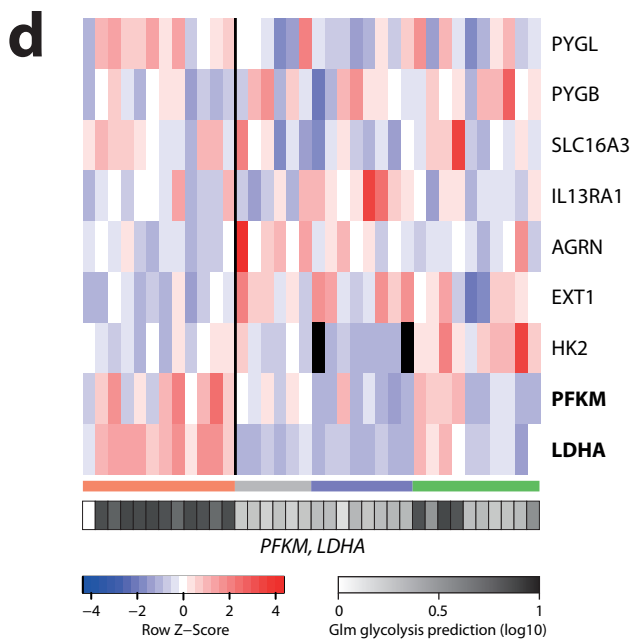 d
PYGL
PYGB
SLC16A3
IL13RA1
AGRN
EXT1
HK2
PFKM
LDHA
PFKM, LDHA
−4 −2 0 2 4
Row Z−Score
0 0.5 1
Glm glycolysis prediction (log10)